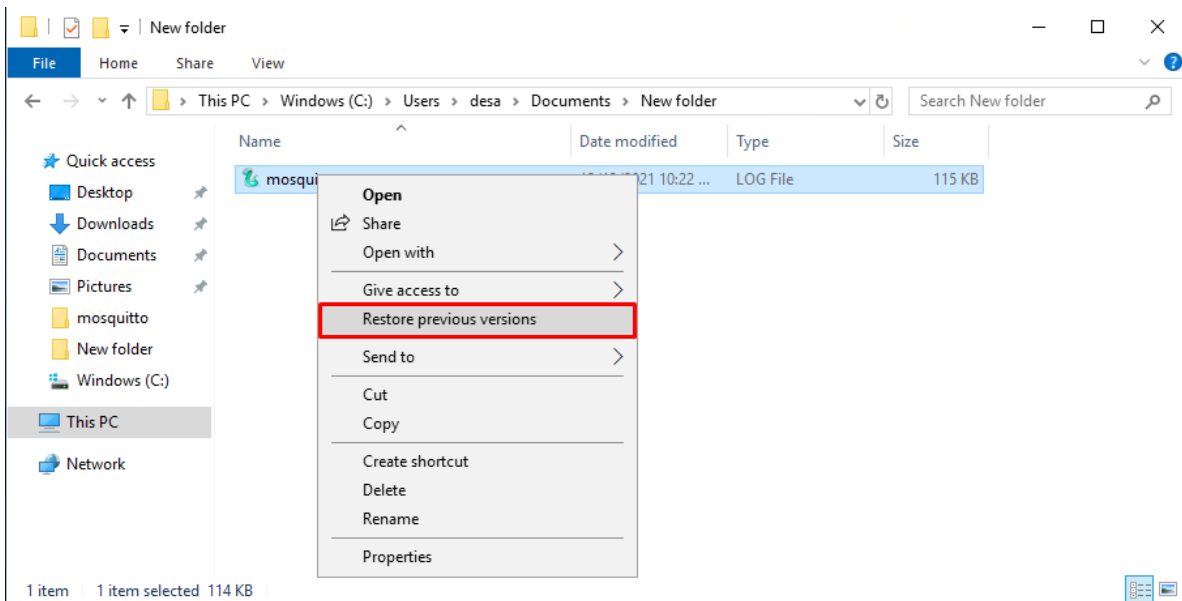 New folder
File Home Share View
This PC > Windows (C:) > Users > desa > Documents > New folder
Search New folder
Name Date modified Type Size
Quick access
Desktop
Downloads
Documents
Pictures
mosquitto
New folder
Windows (C:)
This PC
Network
mosqui 21 10:22 ... LOG File 115 KB
Open
Share
Open with
Give access to
Restore previous versions
Send to
Cut
Copy
Create shortcut
Delete
Rename
Properties
1 item 1 item selected 114 KB